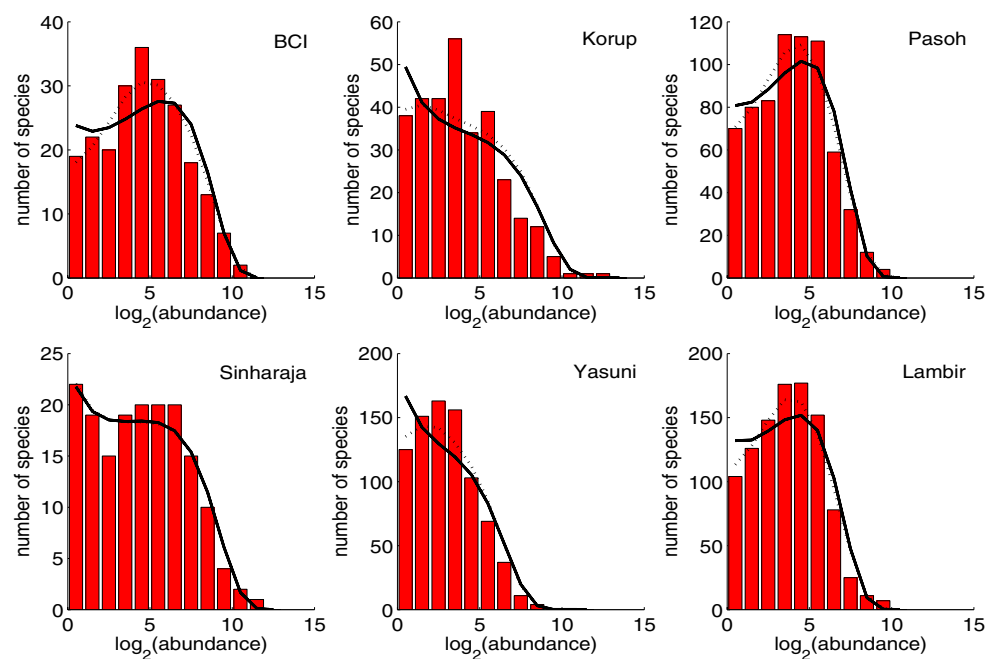 BCI
number of species
40
30
20
10
0
0 5 10 15
log2(abundance)
Korup
number of species
60
50
40
30
20
10
0
0 5 10 15
log2(abundance)
Pasoh
number of species
120
100
80
60
40
20
0
0 5 10 15
log2(abundance)
Sinharaja
number of species
25
20
15
10
5
0
0 5 10 15
log2(abundance)
Yasuni
number of species
200
150
100
50
0
0 5 10 15
log2(abundance)
Lambir
number of species
200
150
100
50
0
0 5 10 15
log2(abundance)